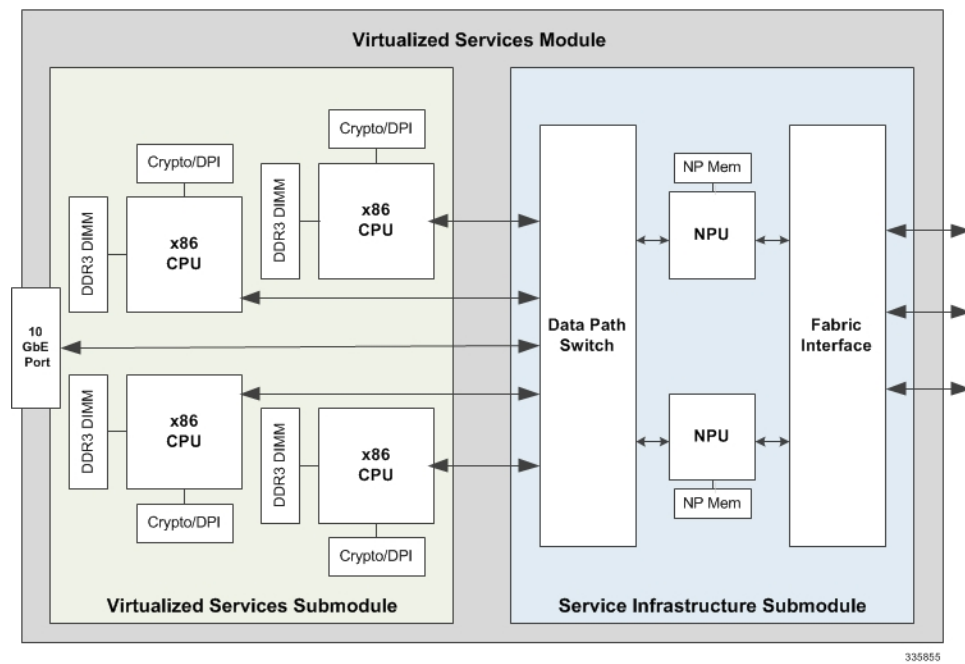 Virtualized Services Module
Crypto/DPI
Crypto/DPI
DDR3 DIMM
x86
CPU
DDR3 DIMM
x86
CPU
10
GbE
Port
DDR3 DIMM
x86
CPU
DDR3 DIMM
x86
CPU
Crypto/DPI
Crypto/DPI
Virtualized Services Submodule
Data Path
Switch
NP Mem
NPU
NPU
NP Mem
Fabric
Interface
Service Infrastructure Submodule
335855